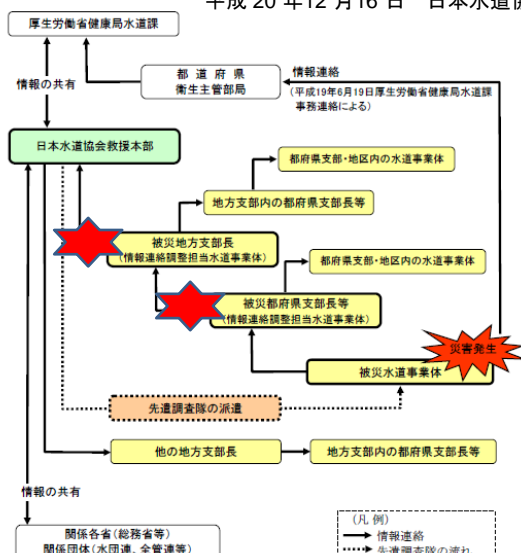 平成 20 年12 月16 日 日本水道
厚生労働省健康局水道課
都道府県
衛生主管部局
情報連絡
(平成19年6月19日厚生労働省健康局水道課
事務連絡による)
情報の共有
日本水道協会救援本部
都府県支部・地区内の水道事業体
地方支部内の都府県支部長等
被災地方支部長
(情報連絡調整担当水道事業体)
都府県支部・地区内の水道事業体
被災都府県支部長等
(情報連絡調整担当水道事業体)
災害発生
被災水道事業体
先遣調査隊の派遣
他の地方支部長
地方支部内の都府県支部長等
情報の共有
関係各省(総務省等)
関係団体(水団連、全管連等)
(凡 例)
情報連絡
先遣調査隊の流れ